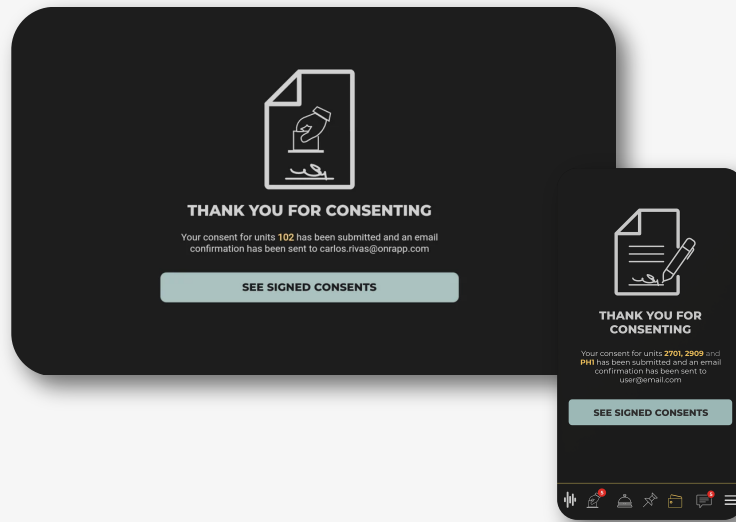 THANK YOU FOR CONSENTING
Your consent for units 102 has been submitted and an email
confirmation has been sent to carlos.rivas@onrapp.com
SEE SIGNED CONSENTS
THANK YOU FOR
CONSENTING
Your consent for units 2701, 2909 and
PH1 has been submitted and an email
confirmation has been sent to
user@email.com
SEE SIGNED CONSENTS